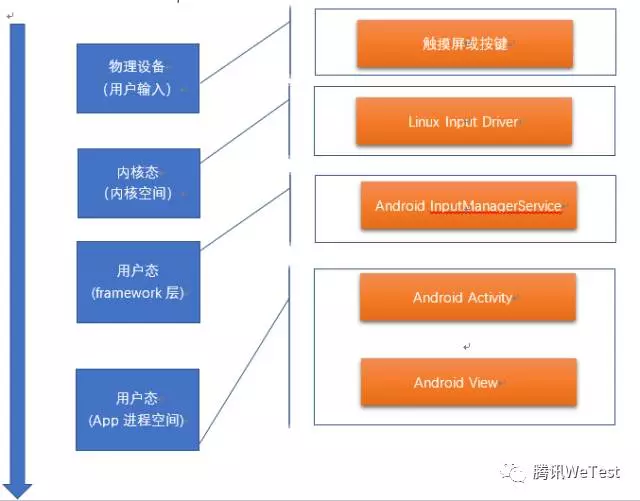 物理设备
（用户输入）
触摸屏或按键
Linux Input Driver
内核态
（内核空间）
Android InputManagerService
用户态
(framework 层)
Android Activity
Android View
用户态
(App 进程空间)
腾讯WeTest